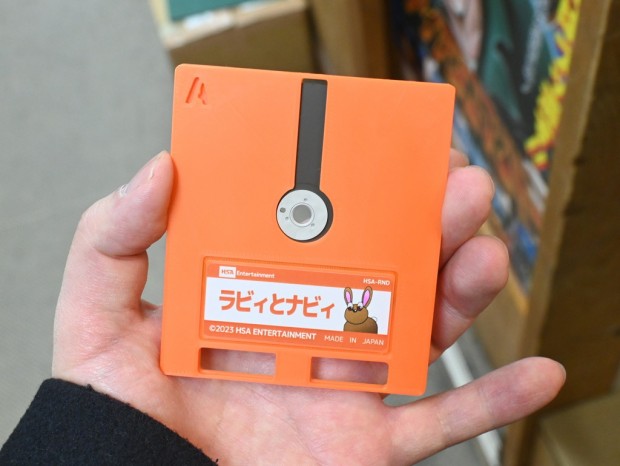 A
HSA Entertainment
HSA-RND
ラビィとナビィ
©2023 HSA ENTERTAINMENT
MADE IN JAPAN